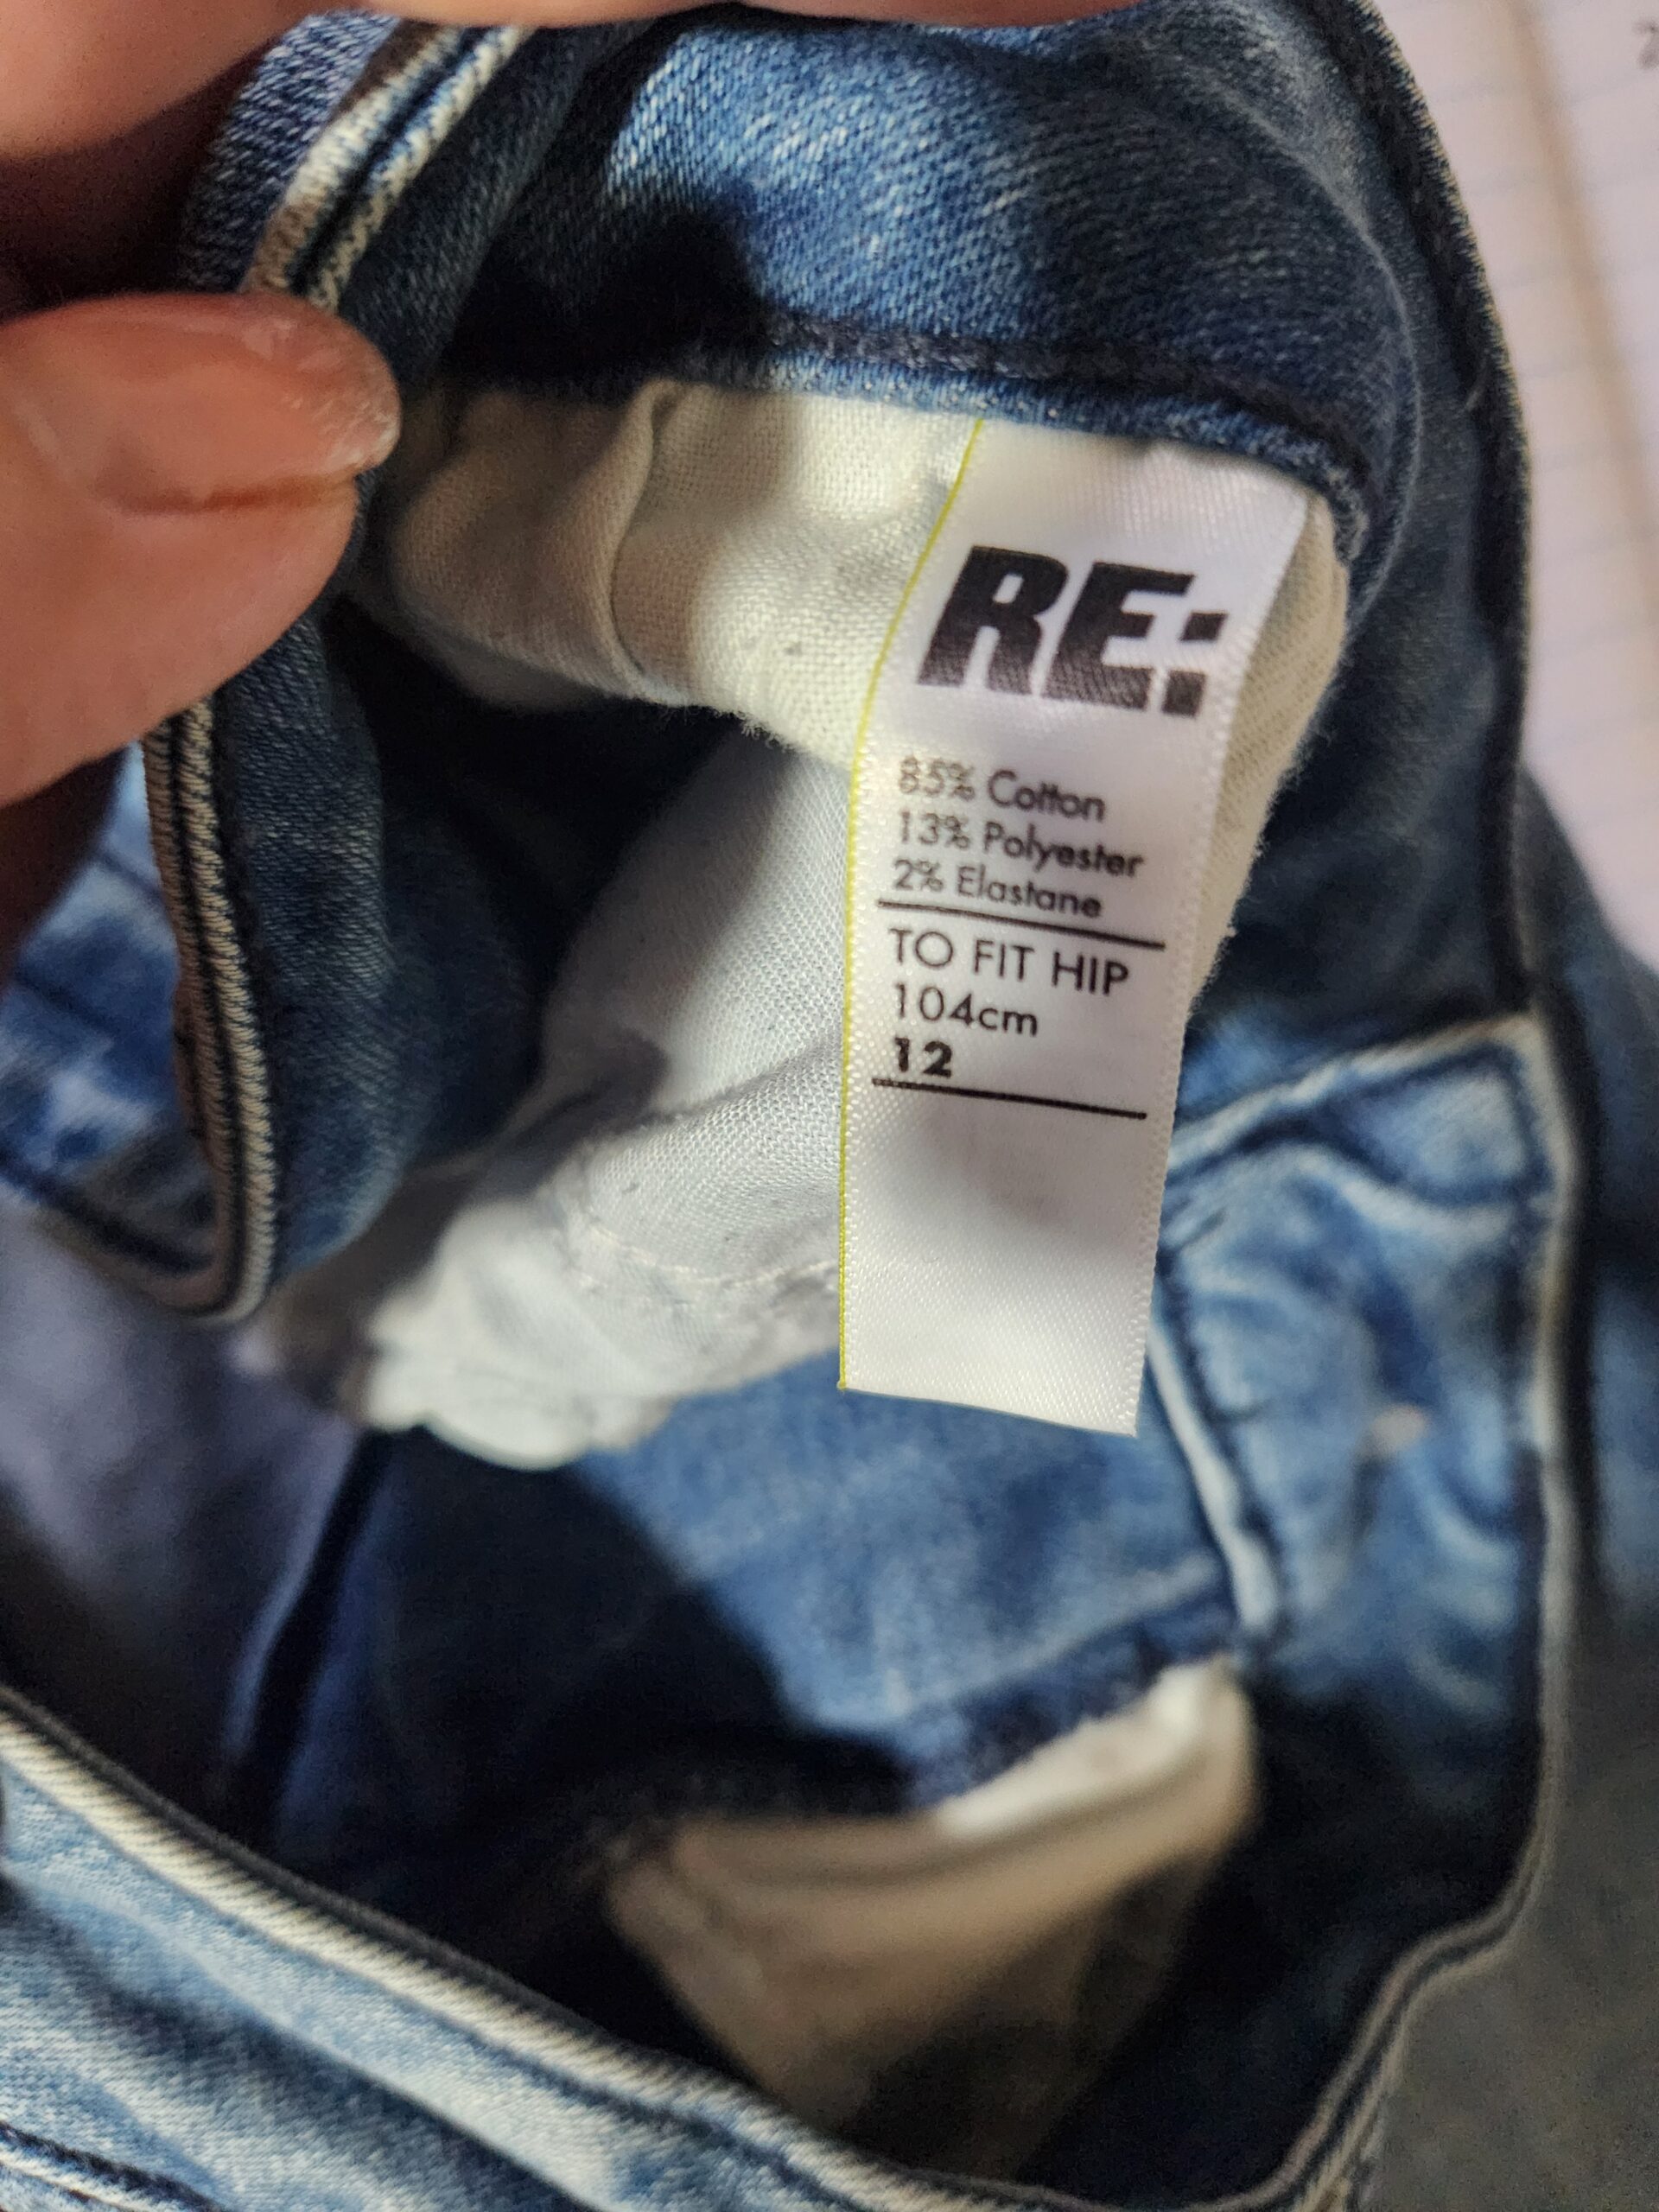 RE:
85% Cotton
13% Polyester
2% Elastane
TO FIT HIP
104cm
12